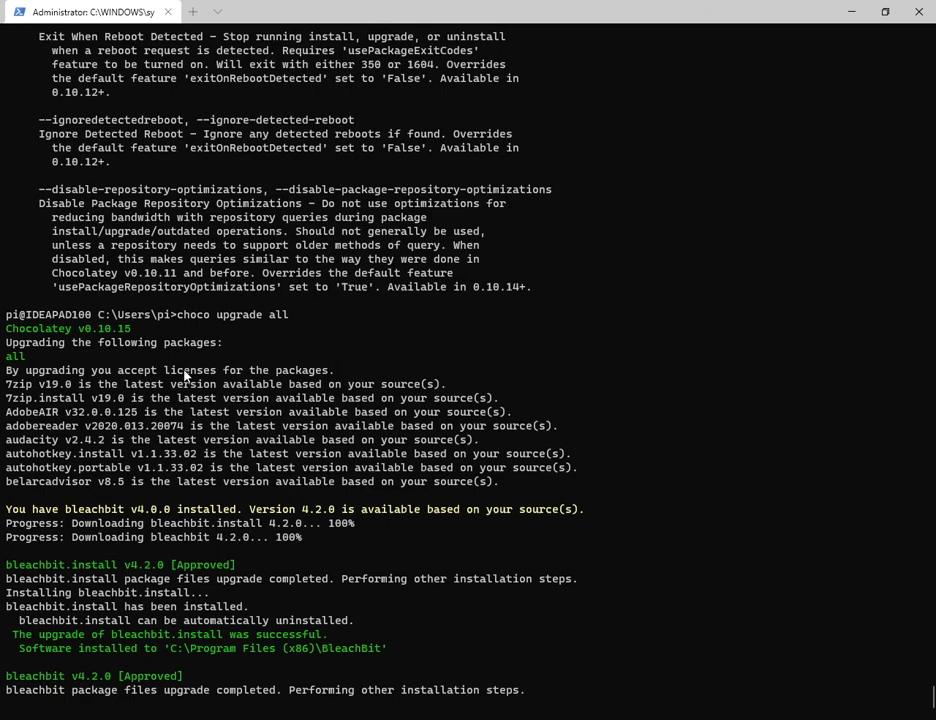 Administrator: C:\WINDOWS\sy
Exit When Reboot Detected - Stop running install, upgrade, or uninstall
when a reboot request is detected. Requires 'usePackageExitCodes'
feature to be turned on. Will exit with either 350 or 1604. Overrides
the default feature 'exitOnRebootDetected' set to 'False'. Available in
0.10.12+.
--ignoredetectedreboot, --ignore-detected-reboot
Ignore Detected Reboot - Ignore any detected reboots if found. Overrides
the default feature 'exitOnRebootDetected' set to 'False'. Available in
0.10.12+.
--disable-repository-optimizations, --disable-package-repository-optimizations
Disable Package Repository Optimizations - Do not use optimizations for
reducing bandwidth with repository queries during package
install/upgrade/outdated operations. Should not generally be used,
unless a repository needs to support older methods of query. When
disabled, this makes queries similar to the way they were done in
Chocolatey v0.10.11 and before. Overrides the default feature
'usePackageRepositoryOptimizations' set to 'True'. Available in 0.10.14+.
pi@IDEAPAD100 C:\Users\pi>choco upgrade all
Chocolatey v0.10.15
Upgrading the following packages:
all
By upgrading you accept licenses for the packages.
7zip v19.0 is the latest version available based on your source(s).
7zip.install v19.0 is the latest version available based on your source(s).
AdobeAIR v32.0.0.125 is the latest version available based on your source(s).
adobereader v2020.013.20074 is the latest version available based on your source(s).
audacity v2.4.2 is the latest version available based on your source(s).
autohotkey.install v1.1.33.02 is the latest version available based on your source(s).
autohotkey.portable v1.1.33.02 is the latest version available based on your source(s).
belarcadvisor v8.5 is the latest version available based on your source(s).
You have bleachbit v4.0.0 installed. Version 4.2.0 is available based on your source(s).
Progress: Downloading bleachbit.install 4.2.0... 100%
Progress: Downloading bleachbit 4.2.0... 100%
bleachbit.install v4.2.0 [Approved]
bleachbit.install package files upgrade completed. Performing other installation steps.
Installing bleachbit.install...
bleachbit.install has been installed.
bleachbit.install can be automatically uninstalled.
The upgrade of bleachbit.install was successful.
Software installed to 'C:\Program Files (x86)\BleachBit'
bleachbit v4.2.0 [Approved]
bleachbit package files upgrade completed. Performing other installation steps.